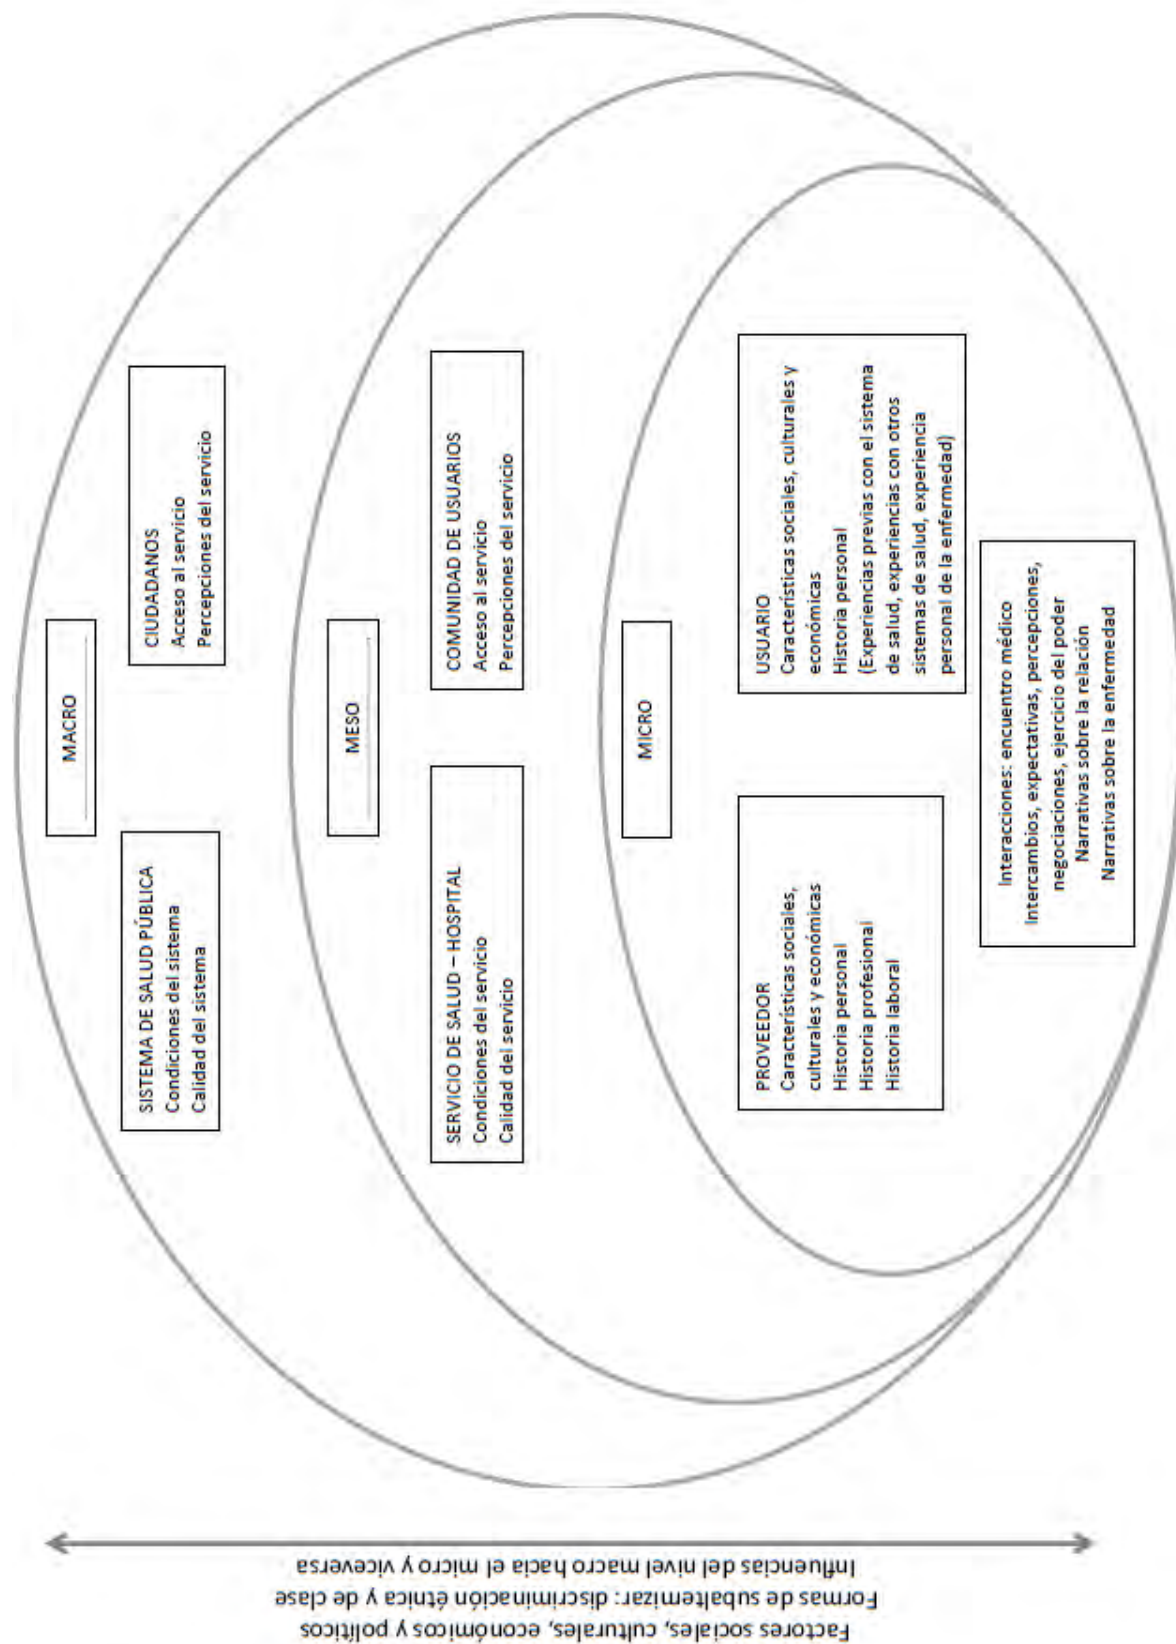 Factores sociales, culturales, económicos y políticos
Formas de subalternizar: discriminación étnica y de clase
Influencias del nivel macro hacia el micro y viceversa
MACRO
SISTEMA DE SALUD PÚBLICA
Condiciones del sistema
Calidad del sistema
CIUDADANOS
Acceso al servicio
Percepciones del servicio
MESO
SERVICIO DE SALUD – HOSPITAL
Condiciones del servicio
Calidad del servicio
COMUNIDAD DE USUARIOS
Acceso al servicio
Percepciones del servicio
MICRO
PROVEEDOR
Características sociales,
culturales y económicas
Historia personal
Historia profesional
Historia laboral
USUARIO
Características sociales, culturales y
económicas
Historia personal
(Experiencias previas con el sistema
de salud, experiencias con otros
sistemas de salud, experiencia
personal de la enfermedad)
Interacciones: encuentro médico
Intercambios, expectativas, percepciones,
negociaciones, ejercicio del poder
Narrativas sobre la relación
Narrativas sobre la enfermedad